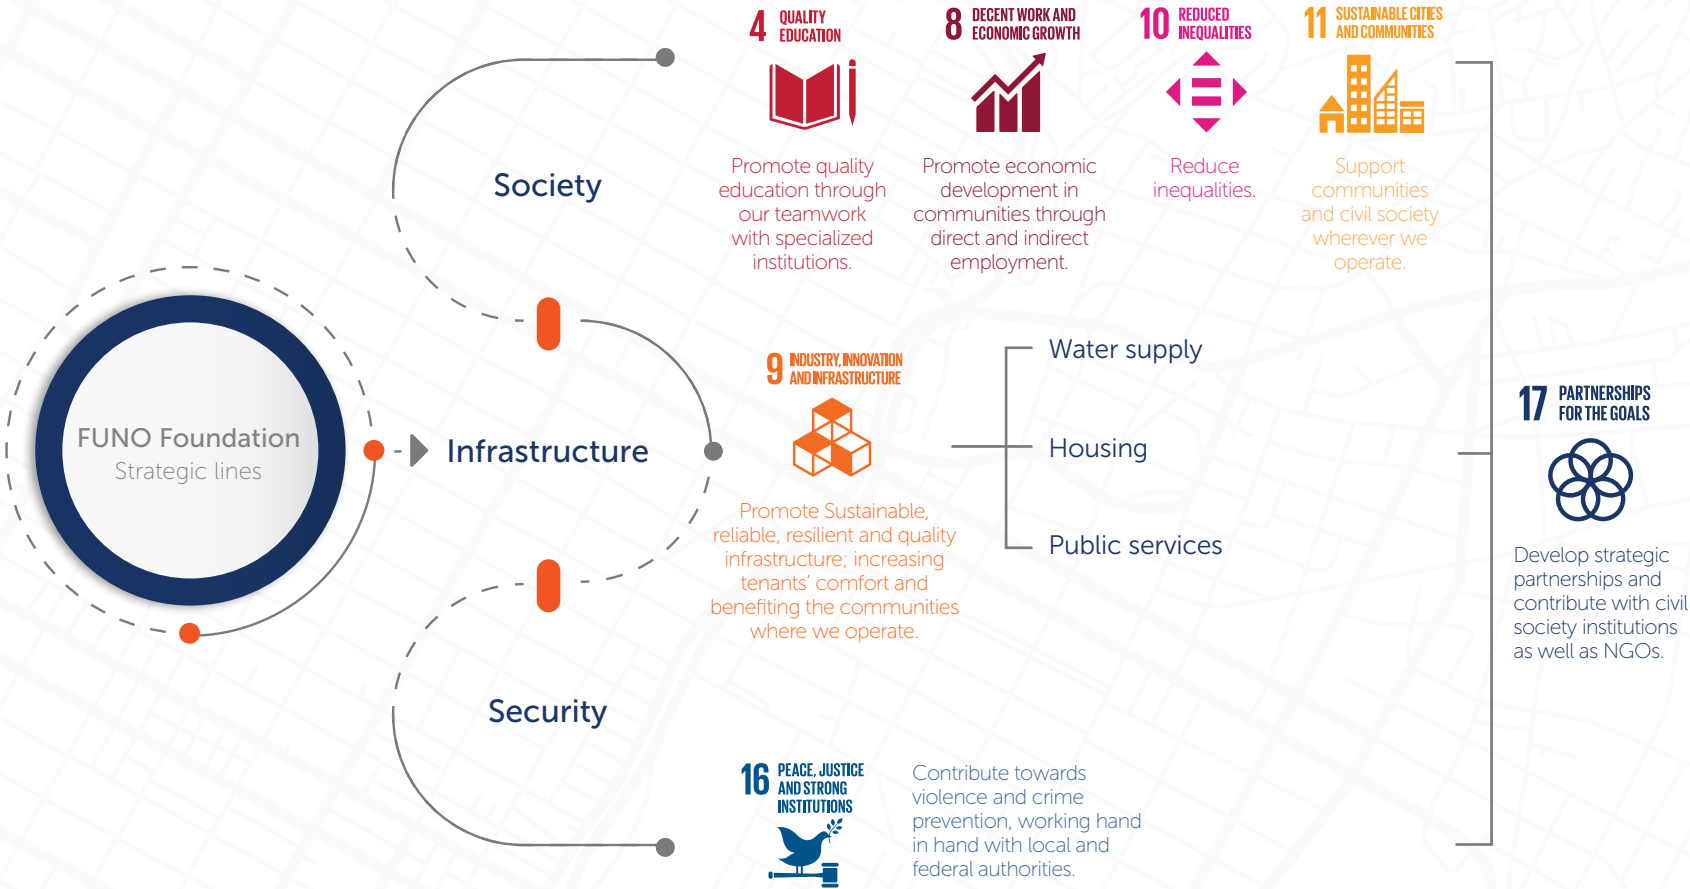 FUNO Foundation
Strategic lines
Society
4 QUALITY
EDUCATION
Promote quality
education through
our teamwork
with specialized
institutions.
8 DECENT WORK AND
ECONOMIC GROWTH
Promote economic
development in
communities through
direct and indirect
employment.
10 REDUCED
INEQUALITIES
Reduce
inequalities.
11 SUSTAINABLE CITIES
AND COMMUNITIES
Support
communities
and civil society
wherever we
operate.
Infrastructure
9 INDUSTRY, INNOVATION
AND INFRASTRUCTURE
Promote Sustainable,
reliable, resilient and quality
infrastructure; increasing
tenants’ comfort and
benefiting the communities
where we operate.
Water supply
Housing
Public services
Security
16 PEACE, JUSTICE
AND STRONG
INSTITUTIONS
Contribute towards
violence and crime
prevention, working hand
in hand with local and
federal authorities.
17 PARTNERSHIPS
FOR THE GOALS
Develop strategic
partnerships and
contribute with civil
society institutions
as well as NGOs.